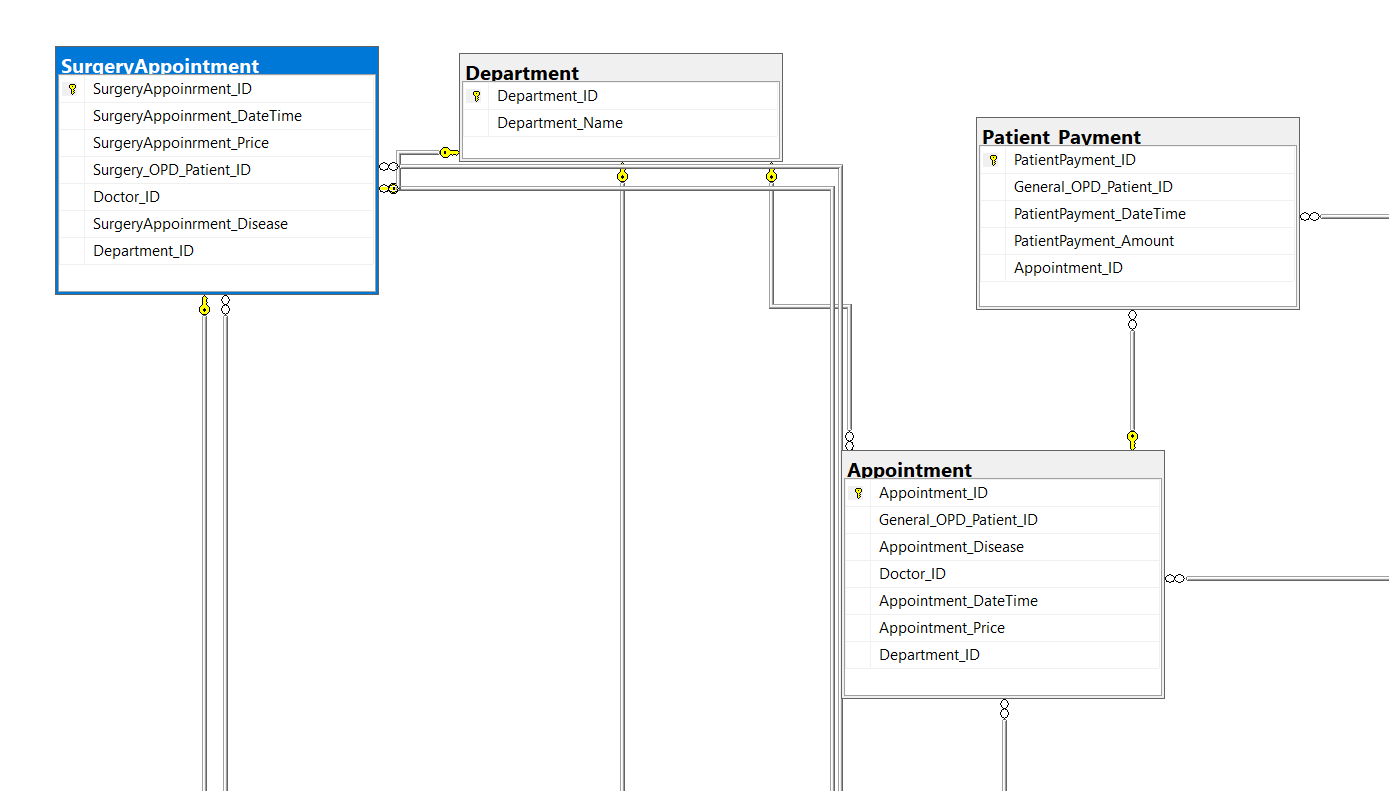 SurgeryAppointment
SurgeryAppoinrment_ID
SurgeryAppoinrment_DateTime
SurgeryAppoinrment_Price
Surgery_OPD_Patient_ID
Doctor_ID
SurgeryAppoinrment_Disease
Department_ID
Department
Department_ID
Department_Name
Patient_Payment
PatientPayment_ID
General_OPD_Patient_ID
PatientPayment_DateTime
PatientPayment_Amount
Appointment_ID
Appointment
Appointment_ID
General_OPD_Patient_ID
Appointment_Disease
Doctor_ID
Appointment_DateTime
Appointment_Price
Department_ID